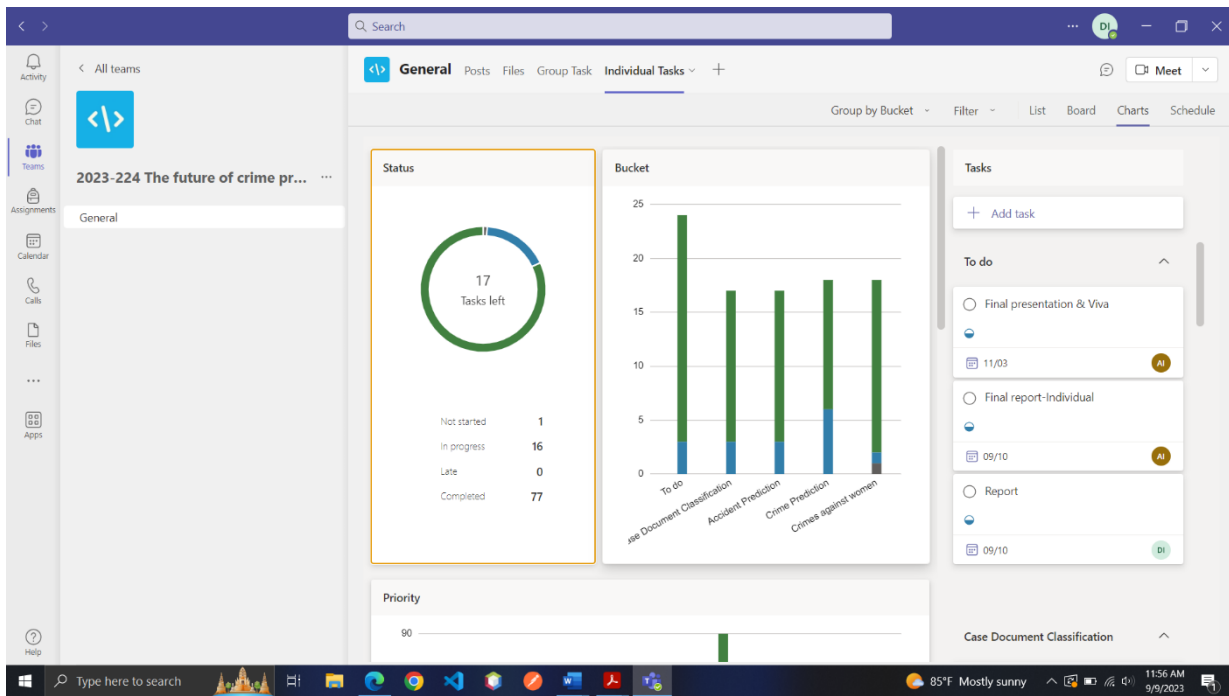 Search
DI
Activity
Chat
Teams
Assignments
Calendar
Calls
Files
Apps
Help
All teams
2023-224 The future of crime pr...
General
General Posts Files Group Task Individual Tasks
Meet
Group by Bucket Filter List Board Charts Schedule
Status
17
Tasks left
Not started 1
In progress 16
Late 0
Completed 77
Bucket
25
20
15
10
5
0
To do
se Document Classification
Accident Prediction
Crime Prediction
Crimes against women
Priority
90
Tasks
+ Add task
To do
Final presentation & Viva
11/03
AI
Final report-Individual
09/10
AI
Report
09/10
DI
Case Document Classification
Type here to search
85°F Mostly sunny
11:56 AM
9/9/2023